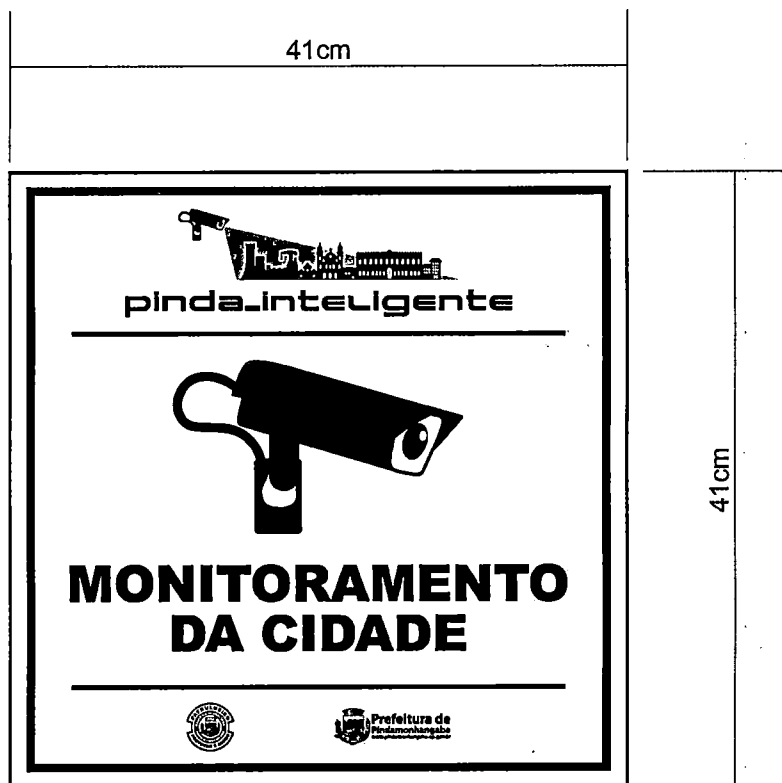 41cm
41cm
pinda_inteligente
MONITORAMENTO
DA CIDADE
Prefeitura de
Pindamonhangaba